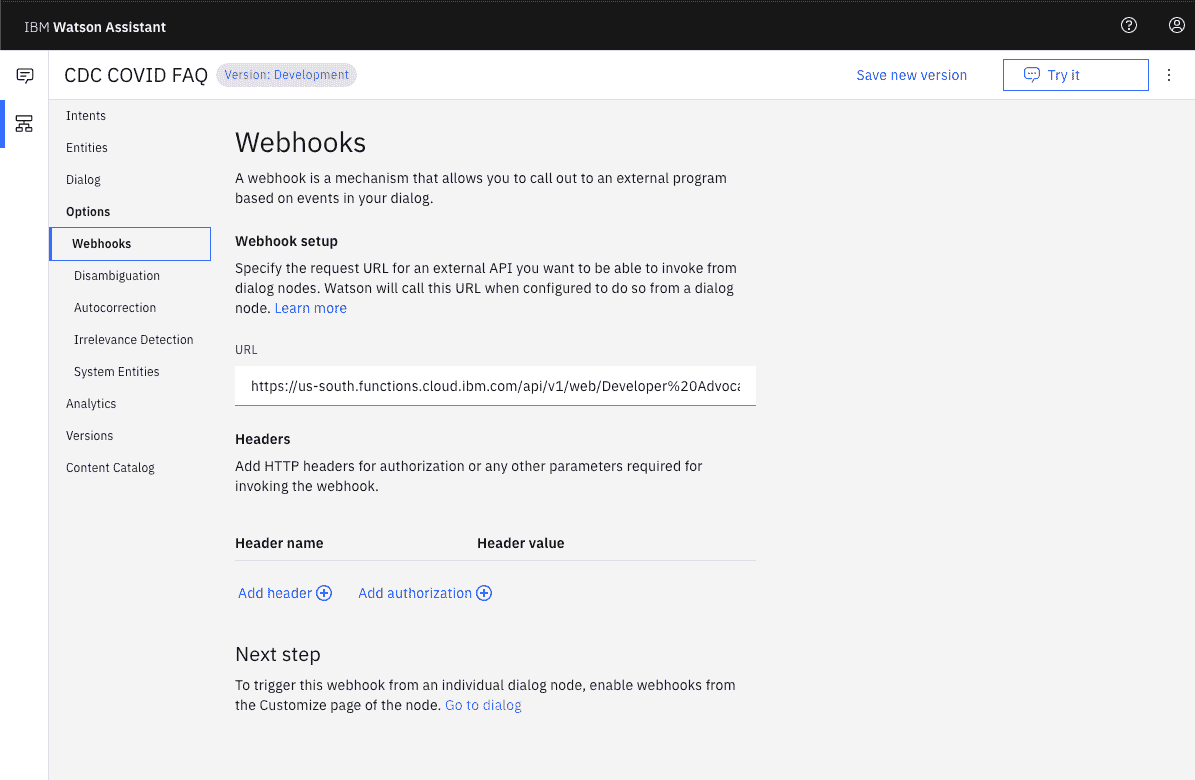 IBM Watson Assistant
CDC COVID FAQ
Version: Development
Save new version
Try it
Intents
Entities
Dialog
Options
Webhooks
Disambiguation
Autocorrection
Irrelevance Detection
System Entities
Analytics
Versions
Content Catalog
Webhooks
A webhook is a mechanism that allows you to call out to an external program
based on events in your dialog.
Webhook setup
Specify the request URL for an external API you want to be able to invoke from
dialog nodes. Watson will call this URL when configured to do so from a dialog
node. Learn more
URL
https://us-south.functions.cloud.ibm.com/api/v1/web/Developer%20Advoca
Headers
Add HTTP headers for authorization or any other parameters required for
invoking the webhook.
Header name Header value
Add header Add authorization
Next step
To trigger this webhook from an individual dialog node, enable webhooks from
the Customize page of the node. Go to dialog